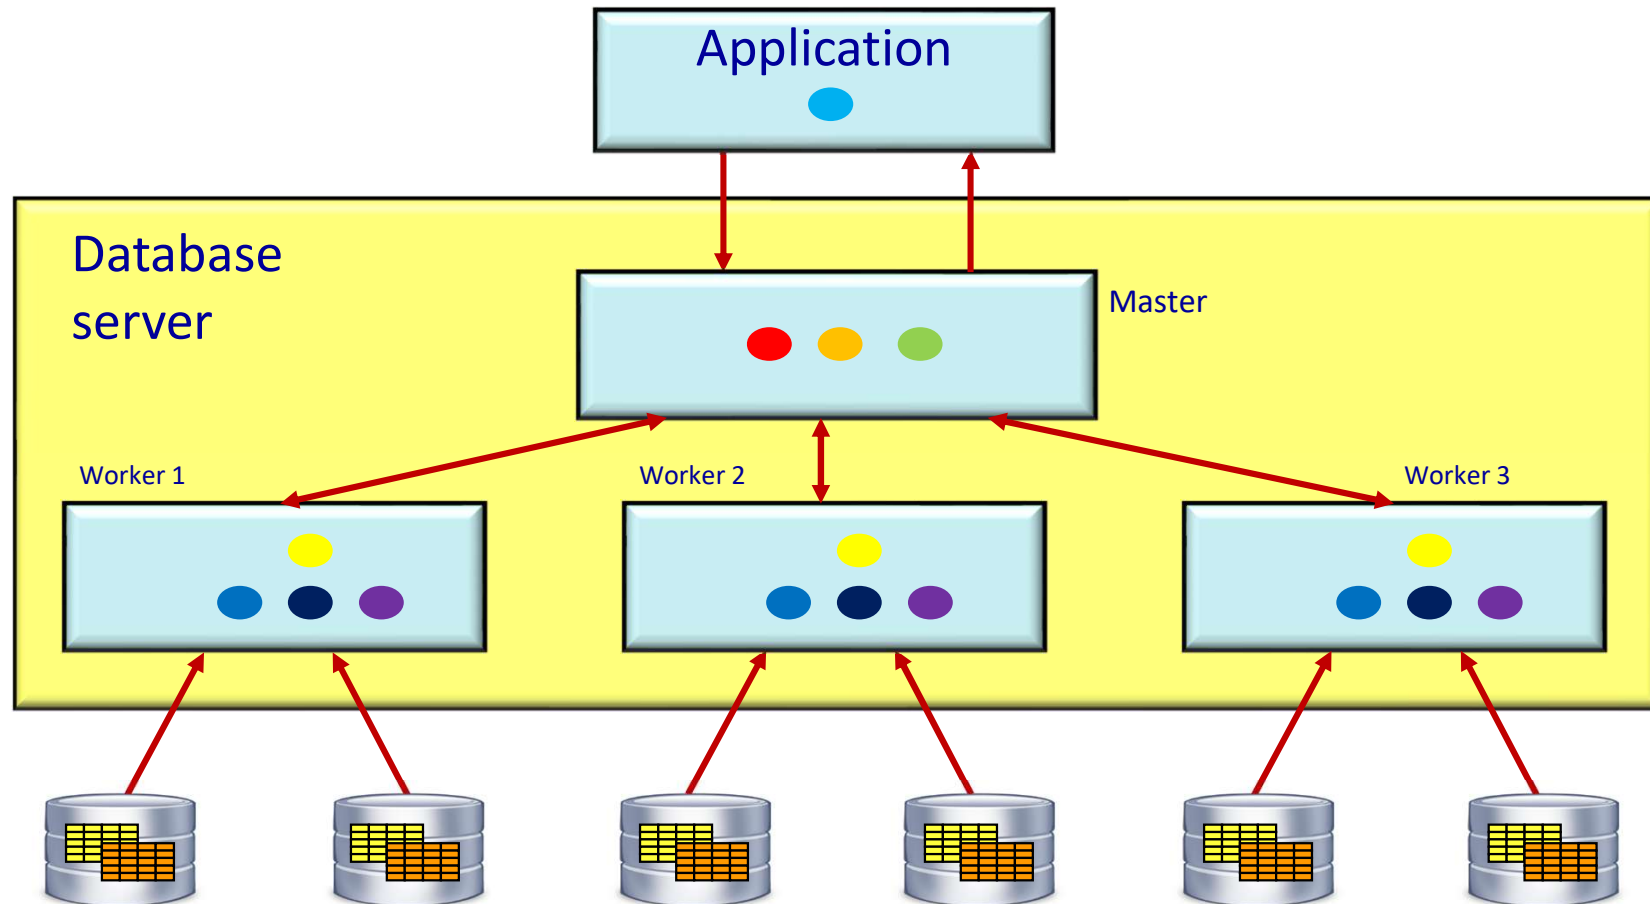 Application
Database
server
Master
Worker 1
Worker 2
Worker 3